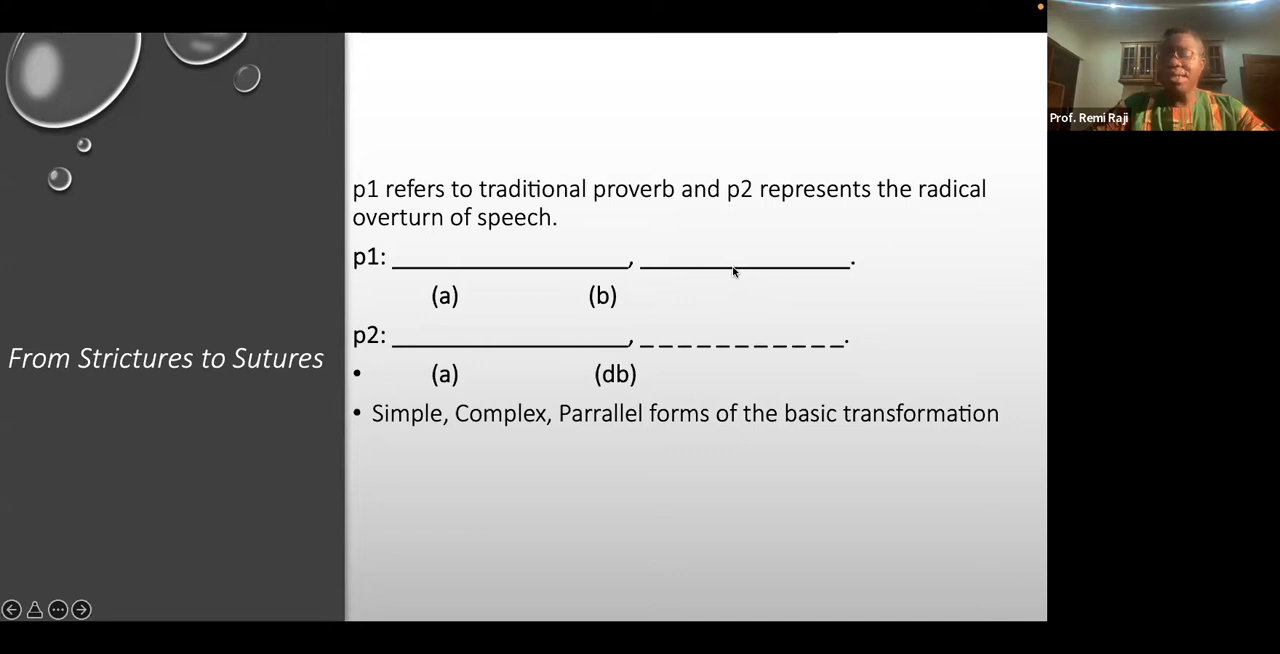 Prof. Remi Raji
p1 refers to traditional proverb and p2 represents the radical
overturn of speech.
p1: ____________________, __________________.
(a) (b)
p2: ____________________, _ _ _ _ _ _ _ _ _ _ _.
• (a) (db)
• Simple, Complex, Parrallel forms of the basic transformation
From Strictures to Sutures